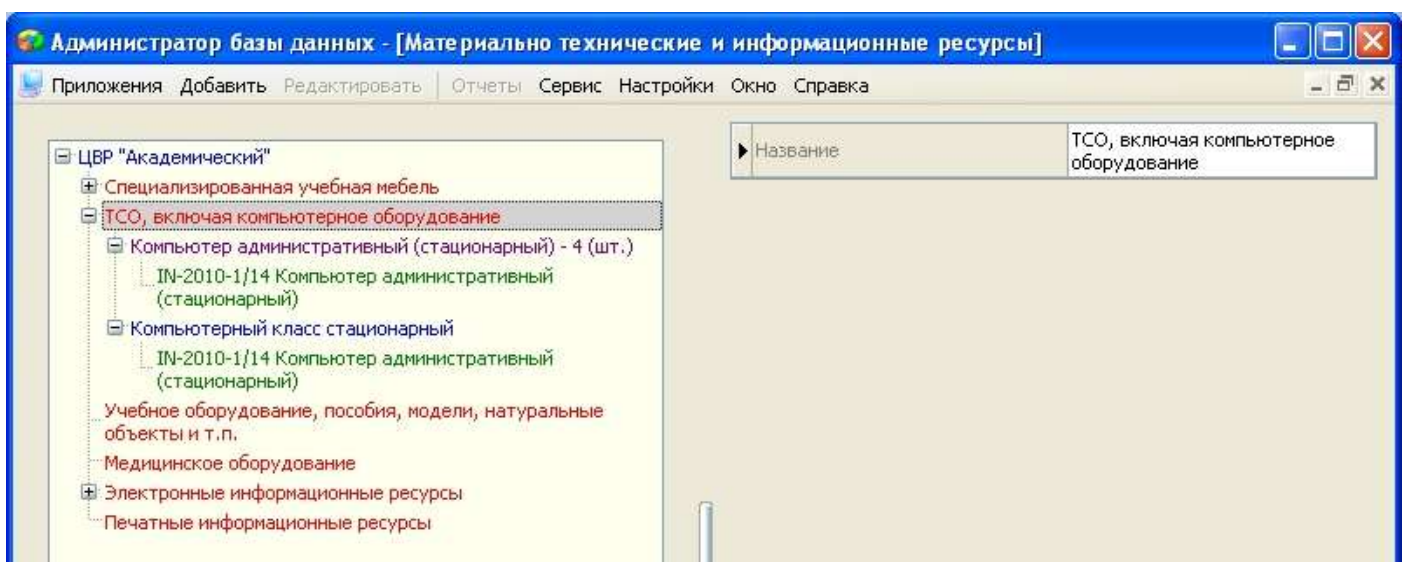 Администратор базы данных - [Материально технические и информационные ресурсы]
Приложения Добавить Редактировать Отчеты Сервис Настройки Окно Справка
ЦВР "Академический"
Специализированная учебная мебель
ТСО, включая компьютерное оборудование
Компьютер административный (стационарный) - 4 (шт.)
IN-2010-1/14 Компьютер административный
(стационарный)
Компьютерный класс стационарный
IN-2010-1/14 Компьютер административный
(стационарный)
Учебное оборудование, пособия, модели, натуральные
объекты и т.п.
Медицинское оборудование
Электронные информационные ресурсы
Печатные информационные ресурсы
Название
ТСО, включая компьютерное
оборудование